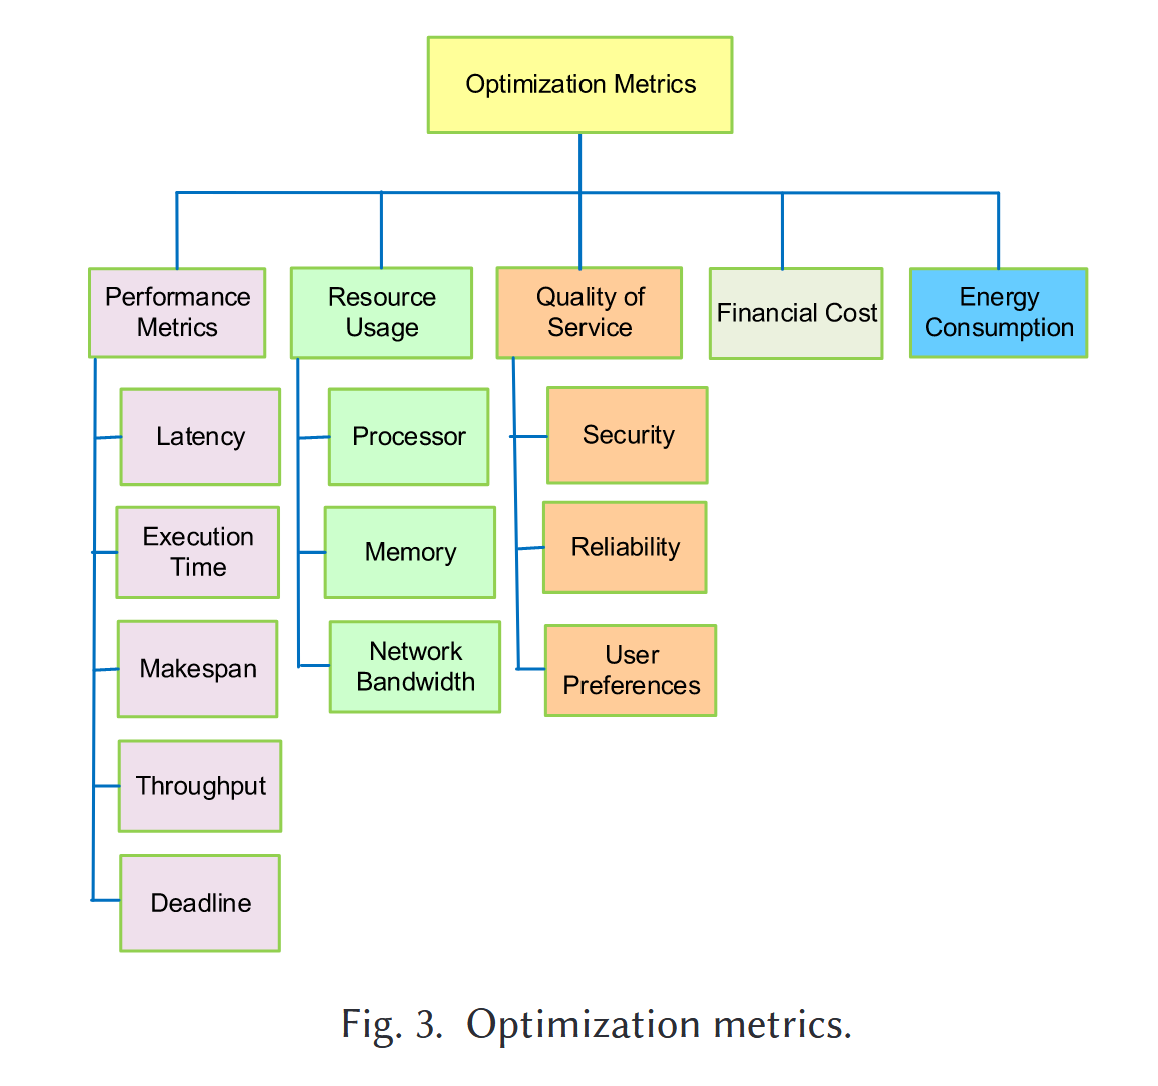 Optimization Metrics
Performance
Metrics
Resource
Usage
Quality of
Service
Financial Cost
Energy
Consumption
Latency
Execution
Time
Makespan
Throughput
Deadline
Processor
Memory
Network
Bandwidth
Security
Reliability
User
Preferences
Fig. 3. Optimization metrics.